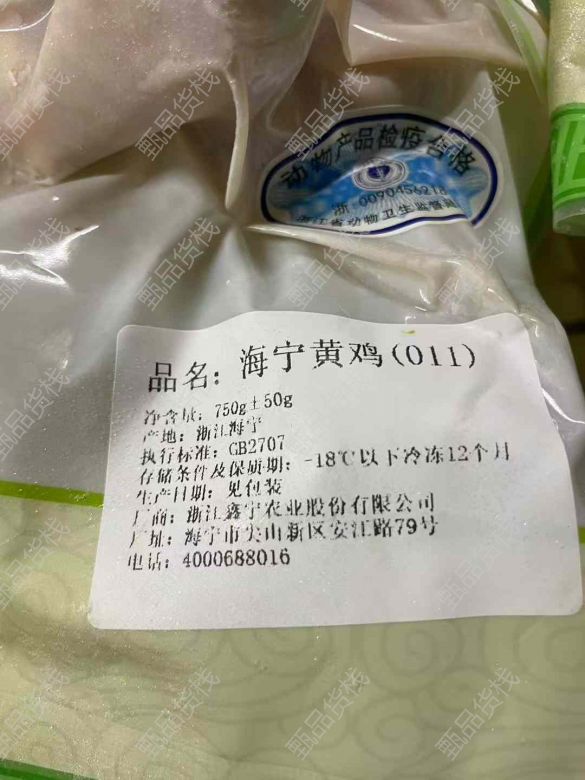 动物产品检疫合格
浙: 0090456218
品名: 海宁黄鸡(011)
净含量: 750g±50g
产地: 浙江海宁
执行标准: GB2707
存储条件及保质期: -18℃以下冷冻12个月
生产日期: 见包装
厂商: 浙江鑫宁农业股份有限公司
厂址: 海宁市尖山新区安江路79号
电话: 4000688016
甄品货栈